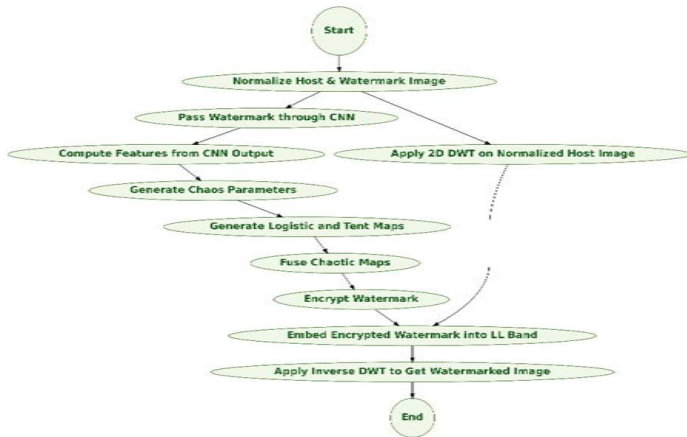 Start
Normalize Host & Watermark Image
Pass Watermark through CNN
Compute Features from CNN Output
Apply 2D DWT on Normalized Host Image
Generate Chaos Parameters
Generate Logistic and Tent Maps
Fuse Chaotic Maps
Encrypt Watermark
Embed Encrypted Watermark into LL Band
Apply Inverse DWT to Get Watermarked Image
End